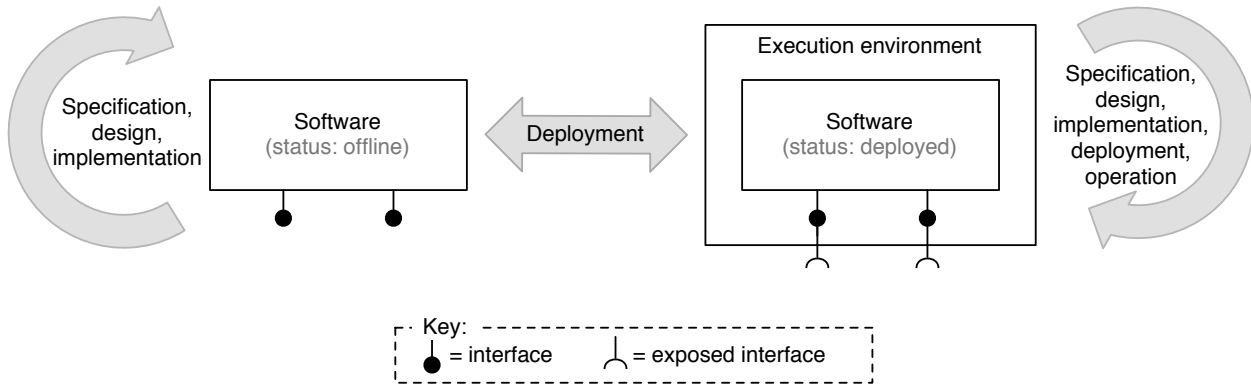 Specification,
design,
implementation
Software
(status: offline)
Deployment
Execution environment
Software
(status: deployed)
Specification,
design,
implementation,
deployment,
operation
Key:
= interface
= exposed interface